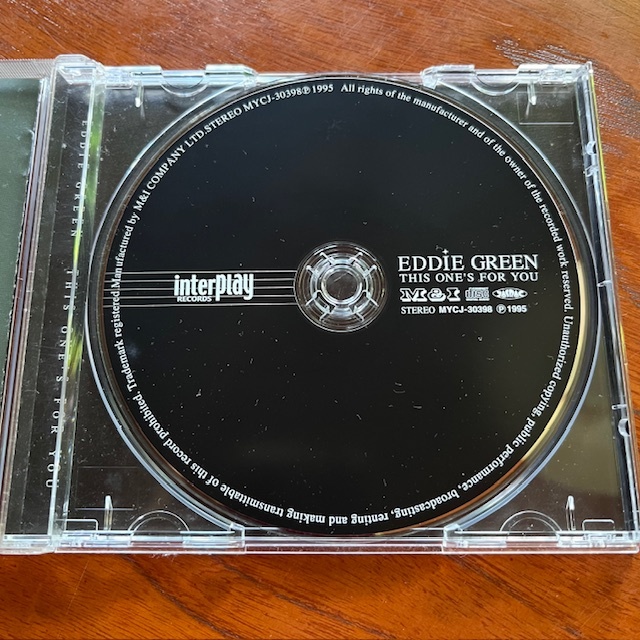 EDDIE GREEN THIS ONE'S FOR YOU
Trademark registered. Manufactured by M&I COMPANY LTD. STEREO MYCJ-30398 Ⓟ1995 All rights of the manufacturer and of the owner of the recorded work reserved. Unauthorized copying, public performance, broadcasting, renting and making transmittable of this record prohibited.
interplay
RECORDS
EDDiE GREEN
THIS ONE'S FOR YOU
M&I
STEREO MYCJ-30398 Ⓟ1995